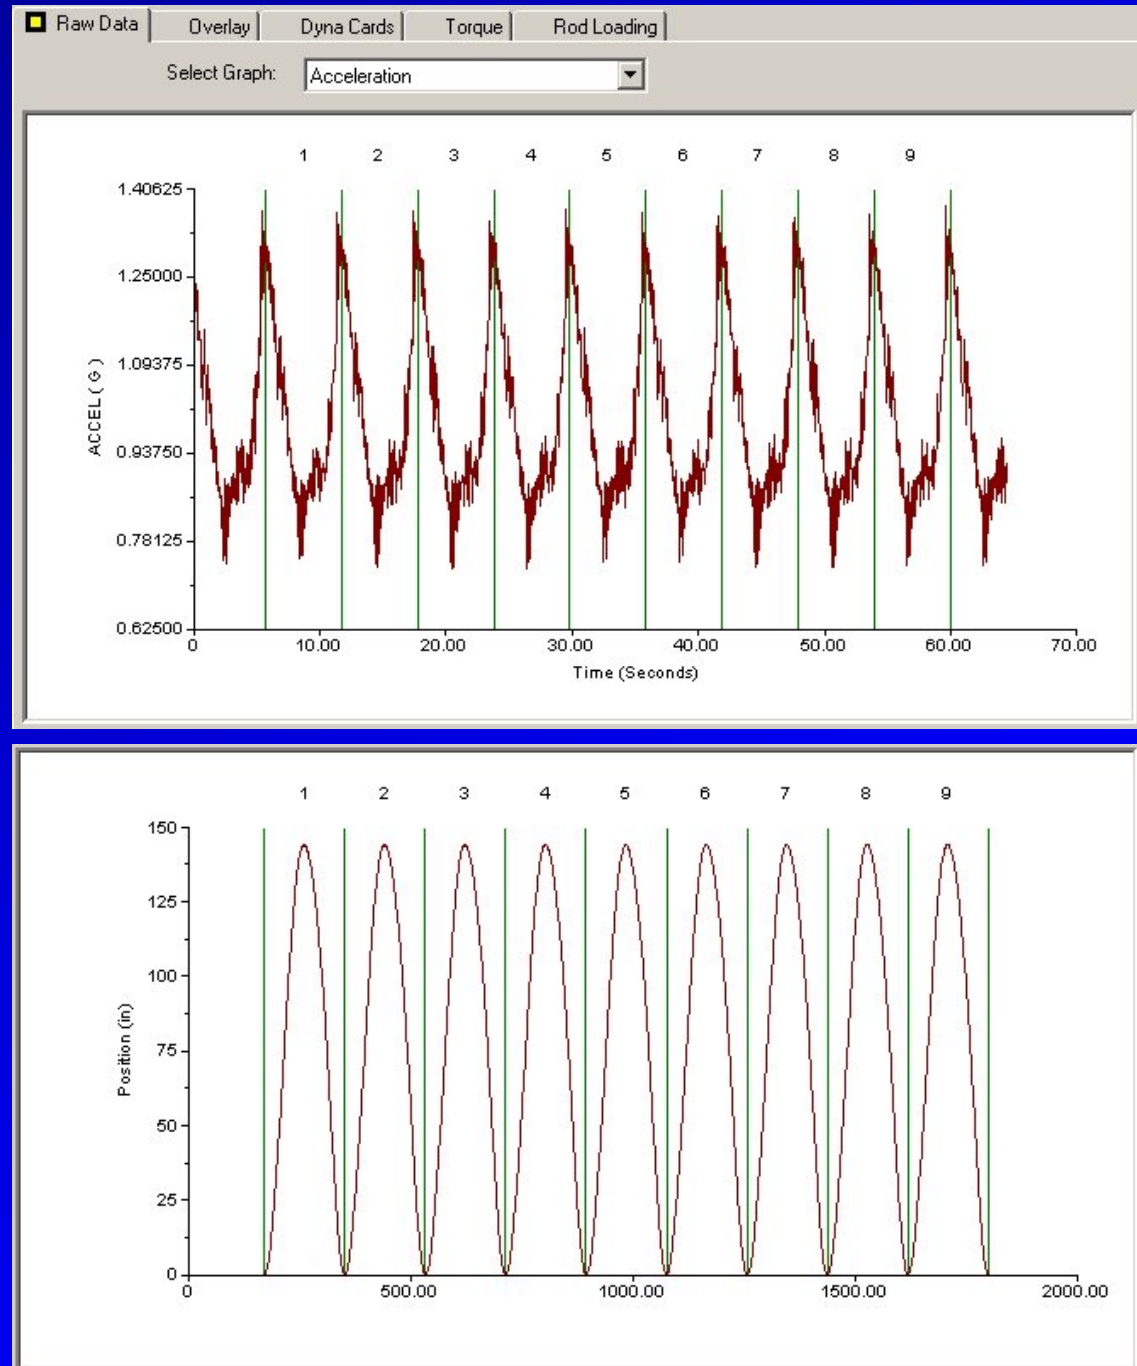 Raw Data Overlay Dyna Cards Torque Rod Loading
Select Graph: Acceleration
1 2 3 4 5 6 7 8 9
1.40625
1.25000
1.09375
0.93750
0.78125
0.62500
ACCEL ( G )
0 10.00 20.00 30.00 40.00 50.00 60.00 70.00
Time (Seconds)
1 2 3 4 5 6 7 8 9
150
125
100
75
50
25
0
Position (in)
0 500.00 1000.00 1500.00 2000.00